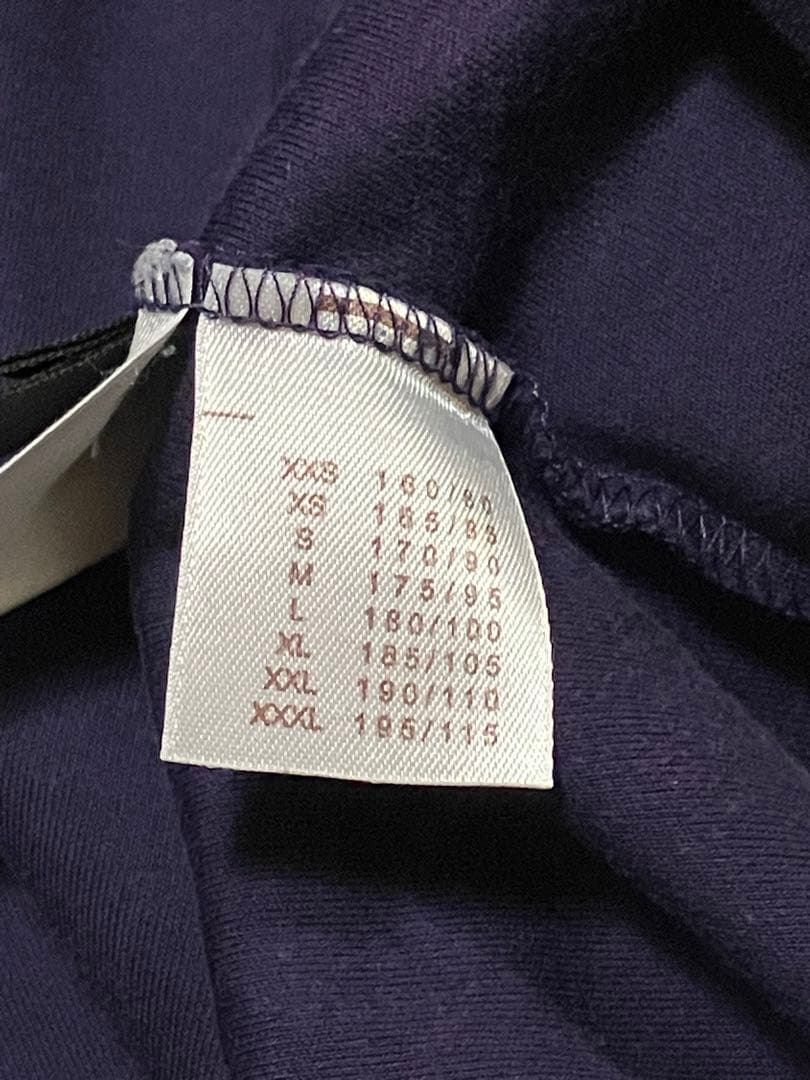 XXS 160/80
XS 165/85
S 170/90
M 175/95
L 180/100
XL 185/105
XXL 190/110
XXXL 195/115